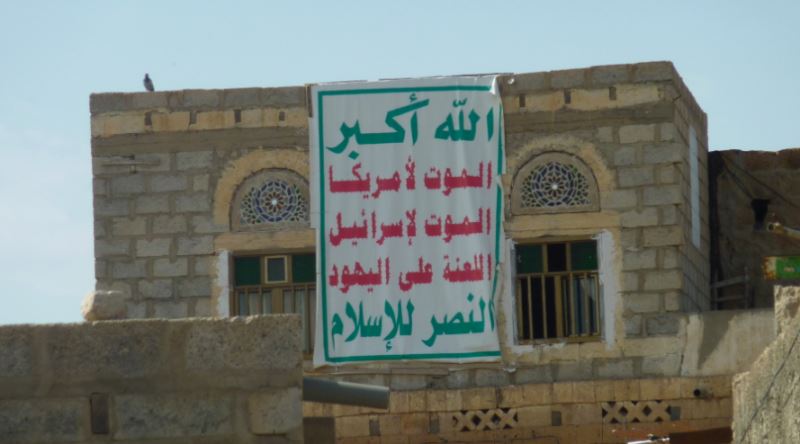 الله أكبر
الموت لأمريكا
الموت لإسرائيل
اللعنة على اليهود
النصر للإسلام